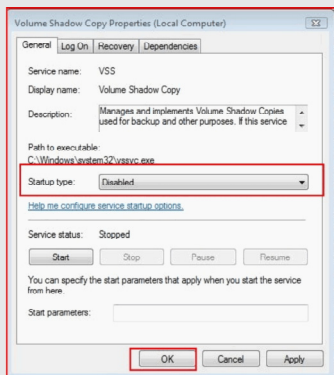 Volume Shadow Copy Properties (Local Computer)
General Log On Recovery Dependencies
Service name: VSS
Display name: Volume Shadow Copy
Description: Manages and implements Volume Shadow Copies
used for backup and other purposes. If this service
Path to executable:
C:\Windows\system32\vssvc.exe
Startup type: Disabled
Help me configure service startup options.
Service status: Stopped
Start Stop Pause Resume
You can specify the start parameters that apply when you start the service
from here.
Start parameters:
OK Cancel Apply